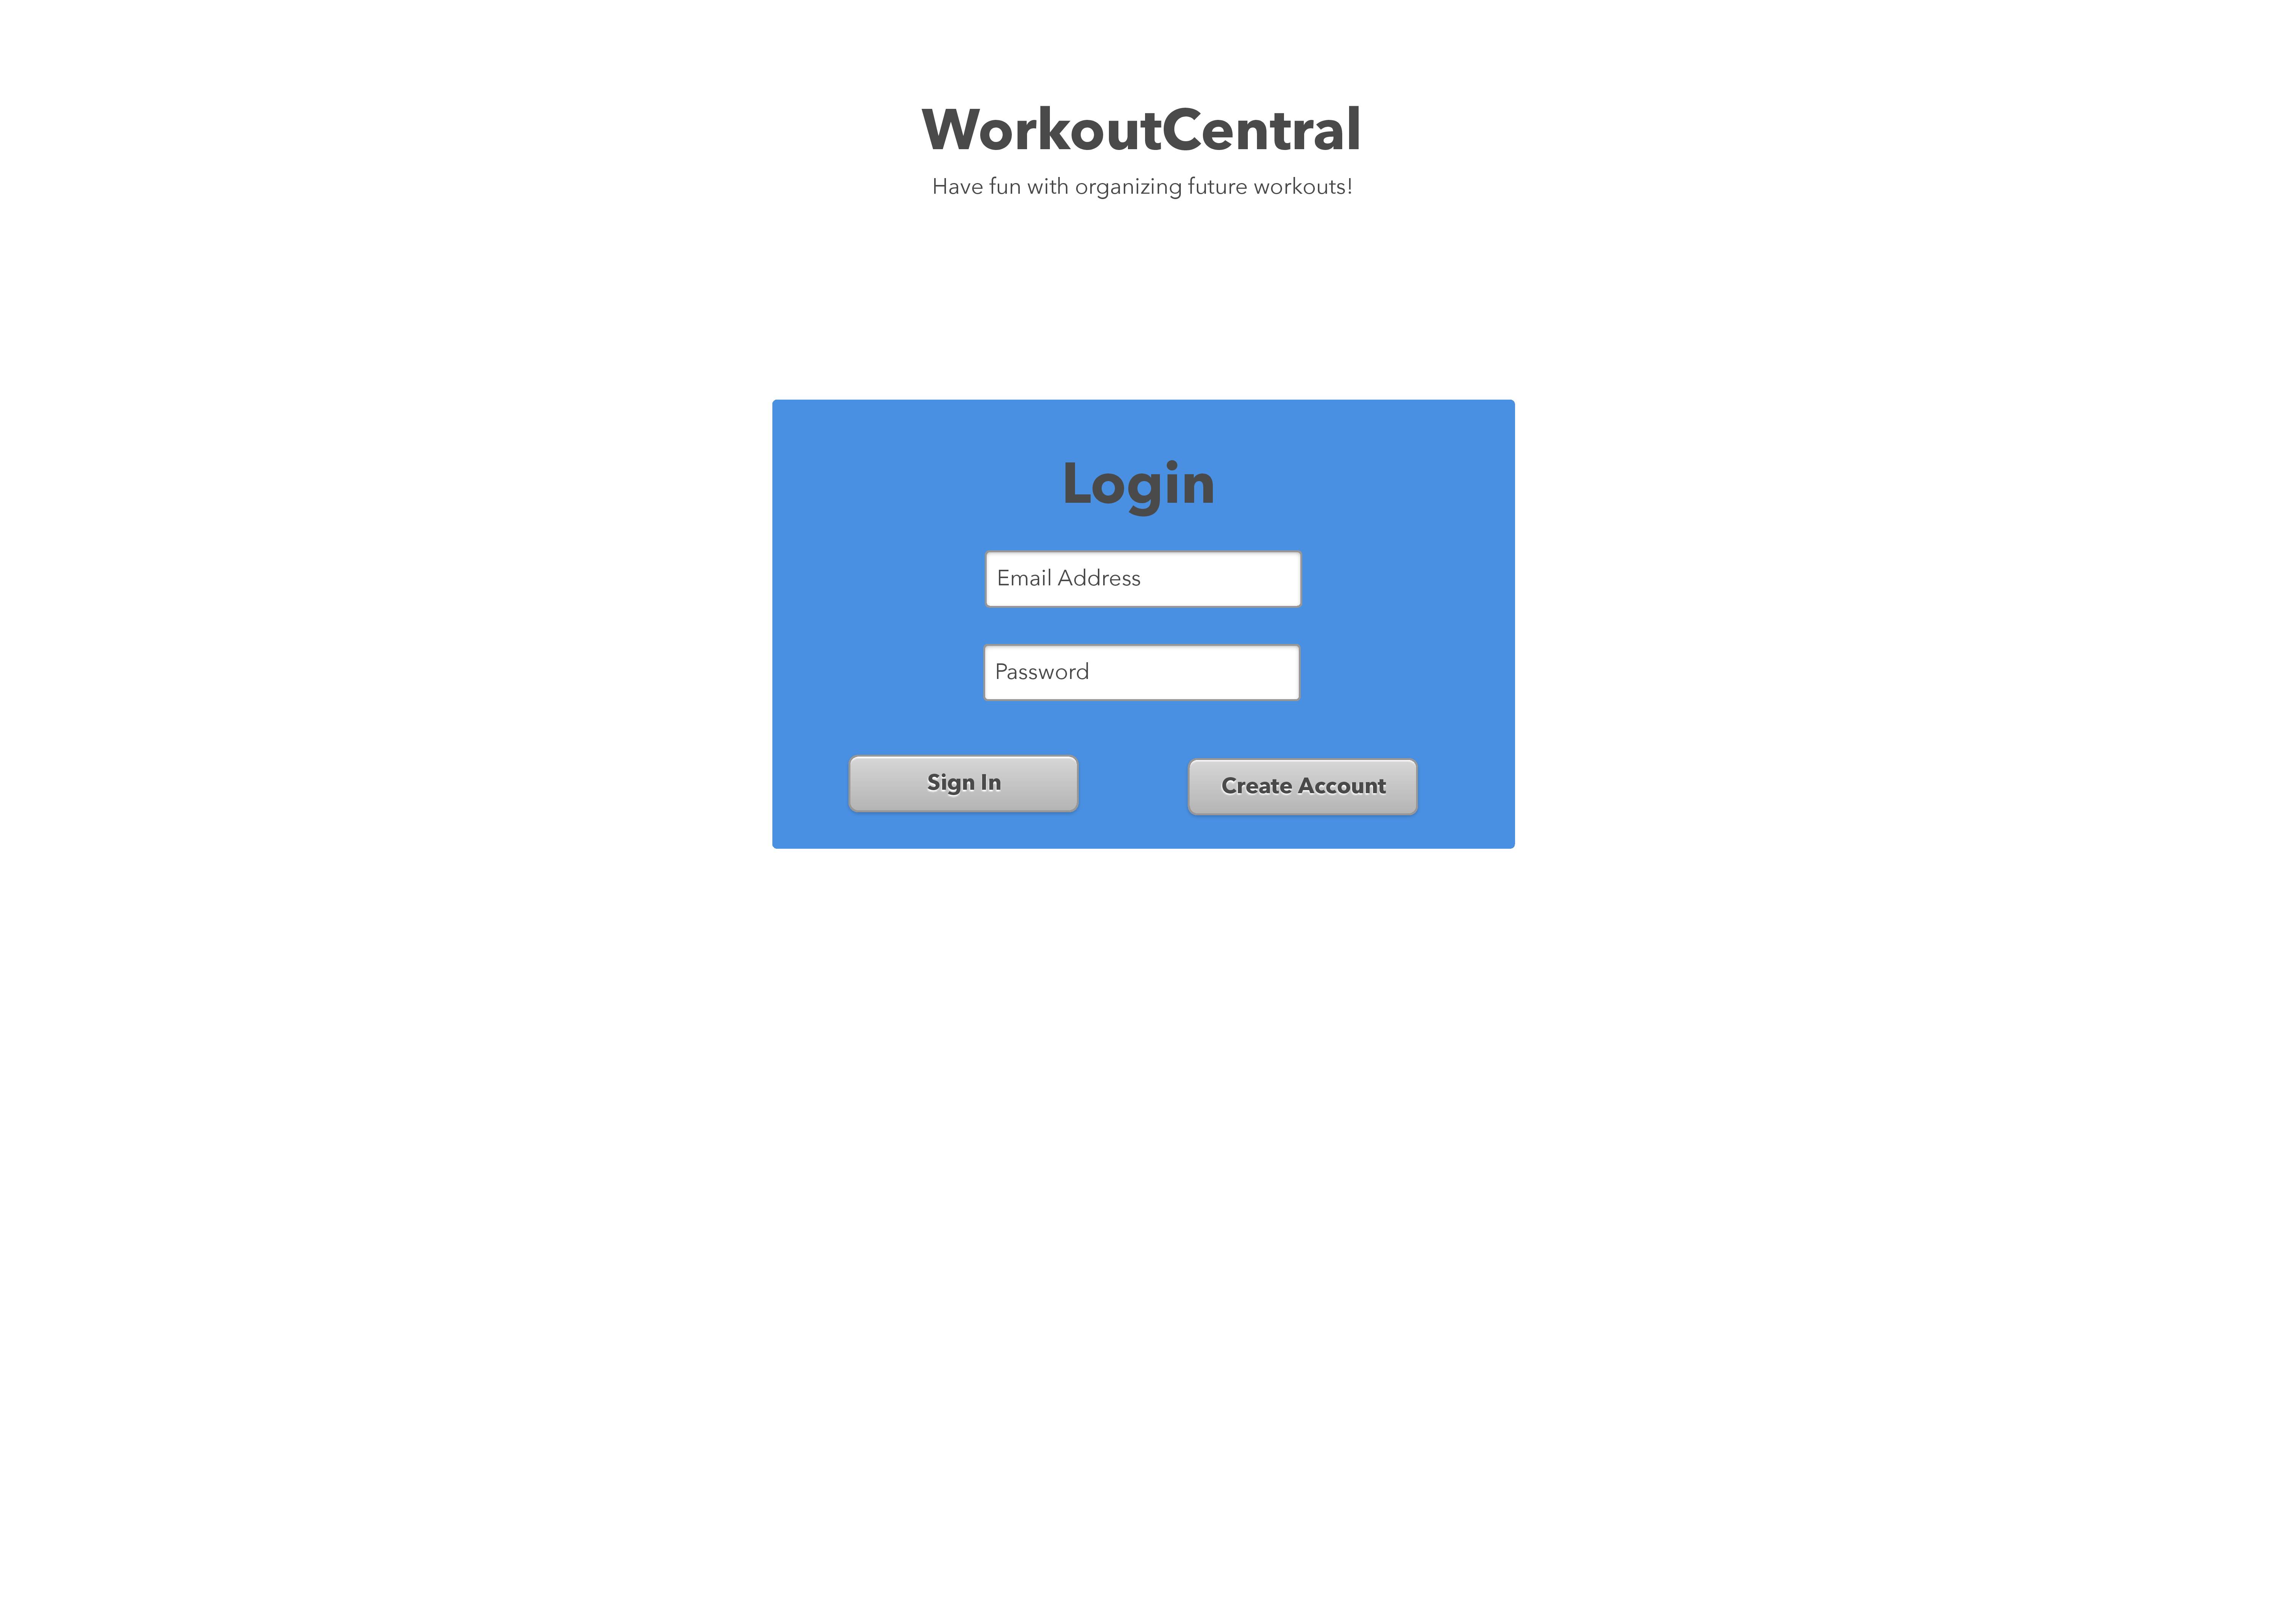 WorkoutCentral
Have fun with organizing future workouts!
Login
Email Address
Password
Sign In
Create Account